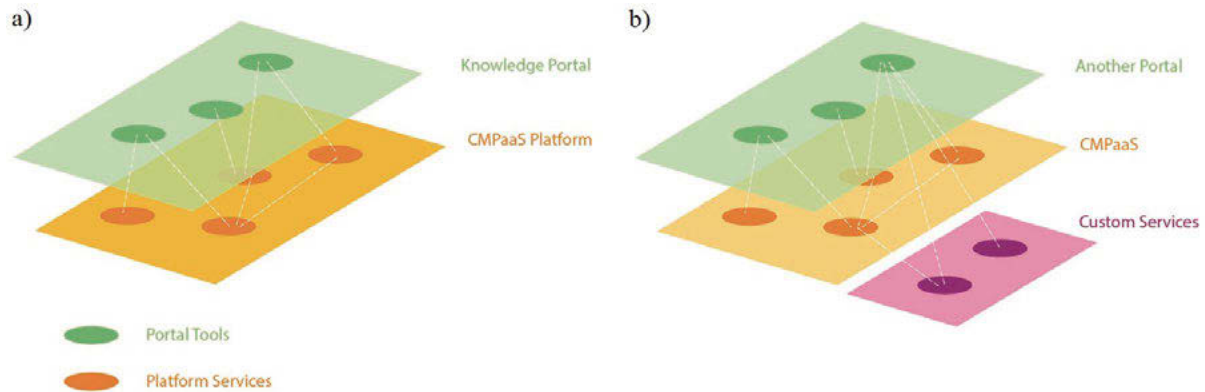 a)
Knowledge Portal
CMPaaS Platform
Portal Tools
Platform Services
b)
Another Portal
CMPaaS
Custom Services